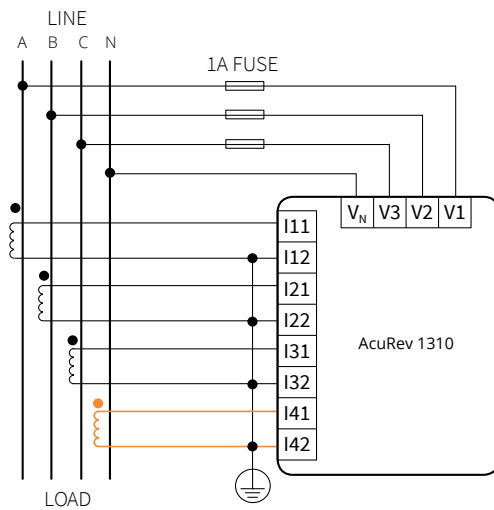 LINE
A B C N
1A FUSE
VN V3 V2 V1
I11
I12
I21
I22
I31
I32
I41
I42
AcuRev 1310
LOAD